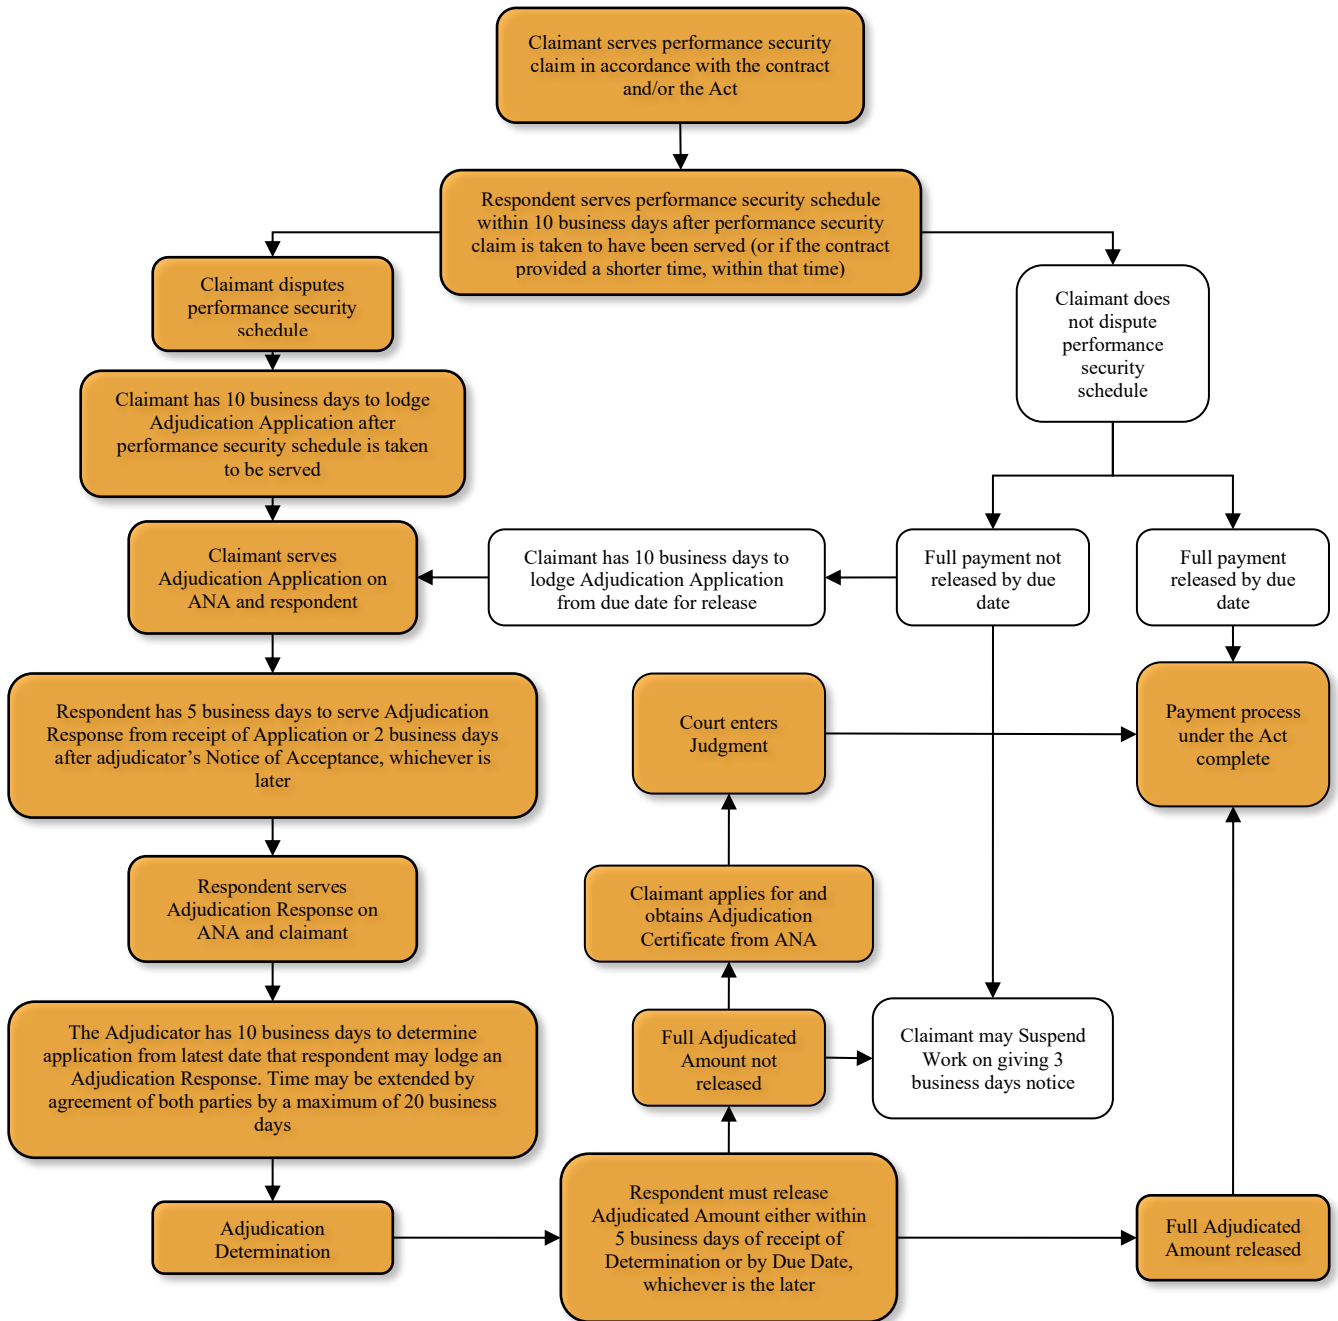 Claimant serves performance security
claim in accordance with the contract
and/or the Act
Respondent serves performance security schedule
within 10 business days after performance security
claim is taken to have been served (or if the contract
provided a shorter time, within that time)
Claimant disputes
performance security
schedule
Claimant does
not dispute
performance
security
schedule
Claimant has 10 business days to lodge
Adjudication Application after
performance security schedule is taken
to be served
Claimant serves
Adjudication Application on
ANA and respondent
Claimant has 10 business days to
lodge Adjudication Application
from due date for release
Full payment not
released by due
date
Full payment
released by due
date
Respondent has 5 business days to serve Adjudication
Response from receipt of Application or 2 business days
after adjudicator’s Notice of Acceptance, whichever is
later
Court enters
Judgment
Payment process
under the Act
complete
Respondent serves
Adjudication Response on
ANA and claimant
Claimant applies for and
obtains Adjudication
Certificate from ANA
The Adjudicator has 10 business days to determine
application from latest date that respondent may lodge an
Adjudication Response. Time may be extended by
agreement of both parties by a maximum of 20 business
days
Full Adjudicated
Amount not
released
Claimant may Suspend
Work on giving 3
business days notice
Adjudication
Determination
Respondent must release
Adjudicated Amount either within
5 business days of receipt of
Determination or by Due Date,
whichever is the later
Full Adjudicated
Amount released